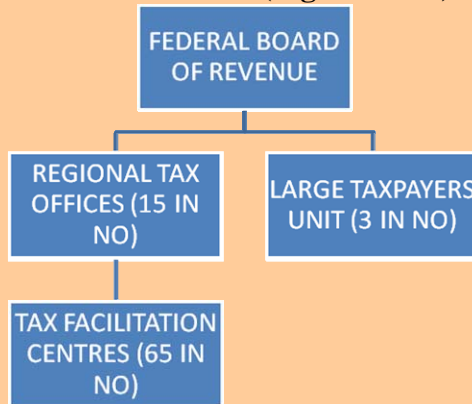 FEDERAL BOARD
OF REVENUE
REGIONAL TAX
OFFICES (15 IN
NO)
LARGE TAXPAYERS
UNIT (3 IN NO)
TAX FACILITATION
CENTRES (65 IN
NO)